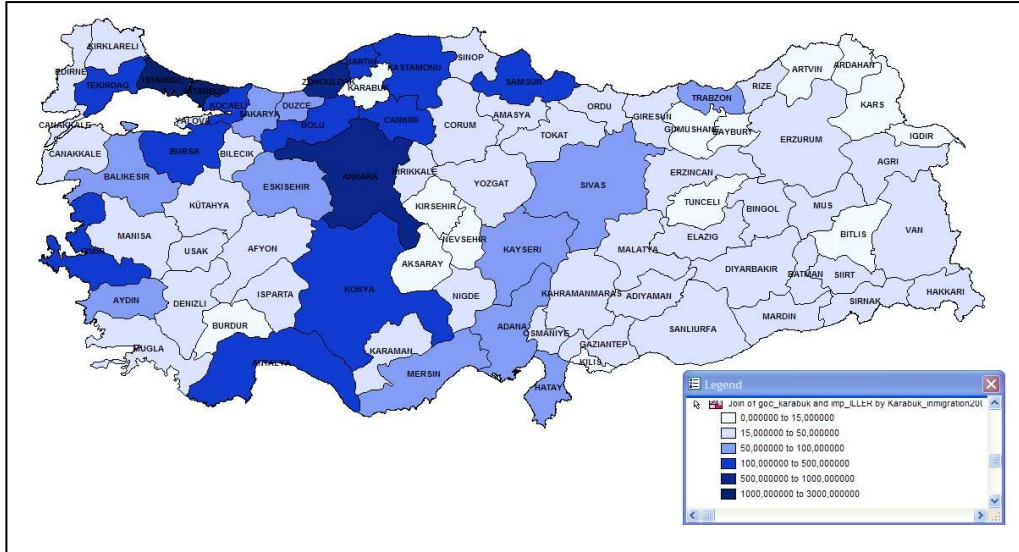 KIRKLARELI
EDIRNE
TEKIRDAG
ISTANBUL
ISTANBUL
KOCAELI
YALOVA
SAKARYA
DUZCE
ZONGULDAK
BARTIN
KARABUK
KASTAMONU
SINOP
SAMSUN
BOLU
CANKIRI
CORUM
AMASYA
ORDU
TOKAT
GIRESUN
TRABZON
GUMUSHANE
BAYBURT
RIZE
ARTVIN
ARDAHAN
KARS
IGDIR
ERZURUM
AGRI
CANAKKALE
CANAKKALE
BALIKESIR
BURSA
BILECIK
ESKISEHIR
ANKARA
KIRIKKALE
YOZGAT
SIVAS
ERZINCAN
TUNCELI
BINGOL
MUS
BITLIS
VAN
KÜTAHYA
MANISA
IZMIR
USAK
AFYON
KIRSEHIR
NEVSEHIR
AKSARAY
KAYSERI
MALATYA
ELAZIG
DIYARBAKIR
BATMAN
SIIRT
SIRNAK
HAKKARI
AYDIN
DENIZLI
ISPARTA
BURDUR
KONYA
NIGDE
KAHRAMANMARAS
ADIYAMAN
SANLIURFA
MARDIN
MUGLA
ANTALYA
KARAMAN
MERSIN
ADANA
OSMANIYE
GAZIANTEP
KILIS
HATAY
Legend
Join of goc_karabuk and imp_ILLER by Karabuk_inmigration200
0,000000 to 15,000000
15,000000 to 50,000000
50,000000 to 100,000000
100,000000 to 500,000000
500,000000 to 1000,000000
1000,000000 to 3000,000000